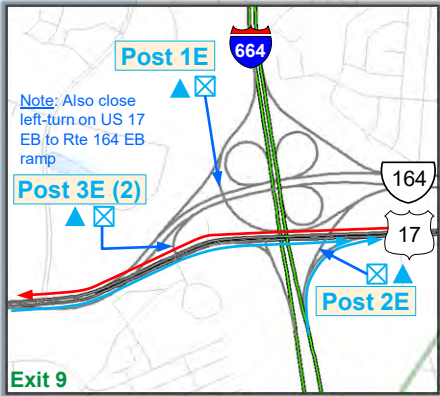 Post 1E
664
Note: Also close
left-turn on US 17
EB to Rte 164 EB
ramp
164
Post 3E (2)
17
Post 2E
Exit 9